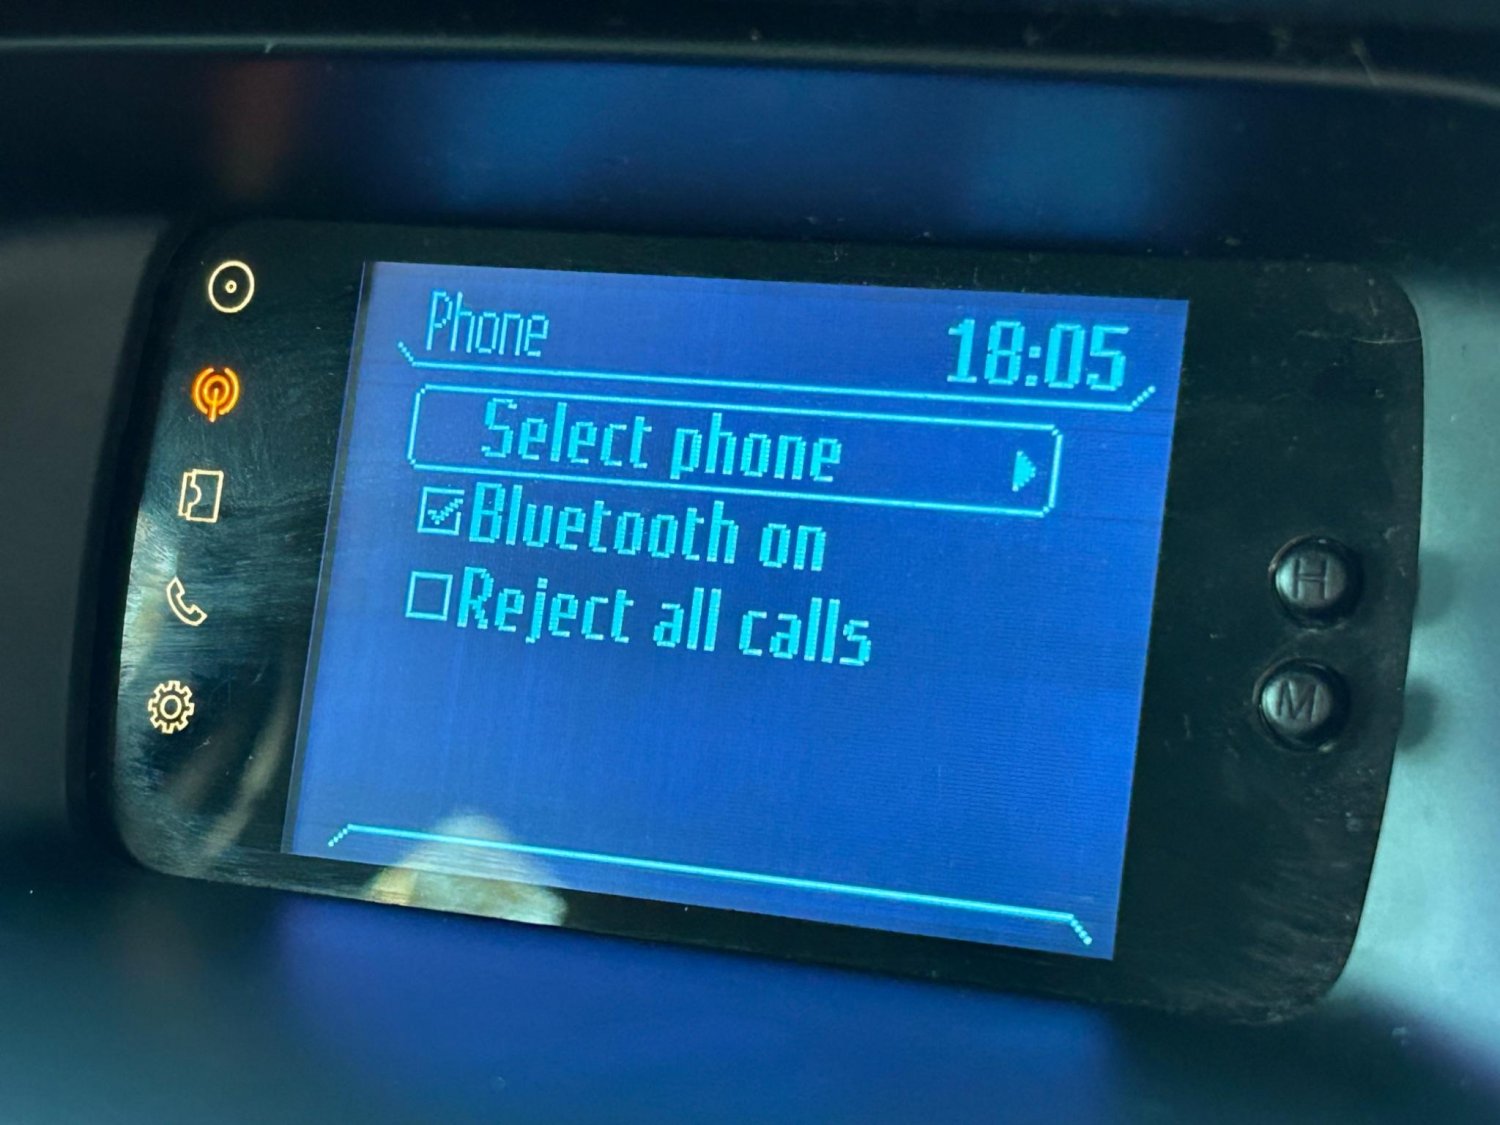 Phone
18:05
Select phone
Bluetooth on
Reject all calls
H
M